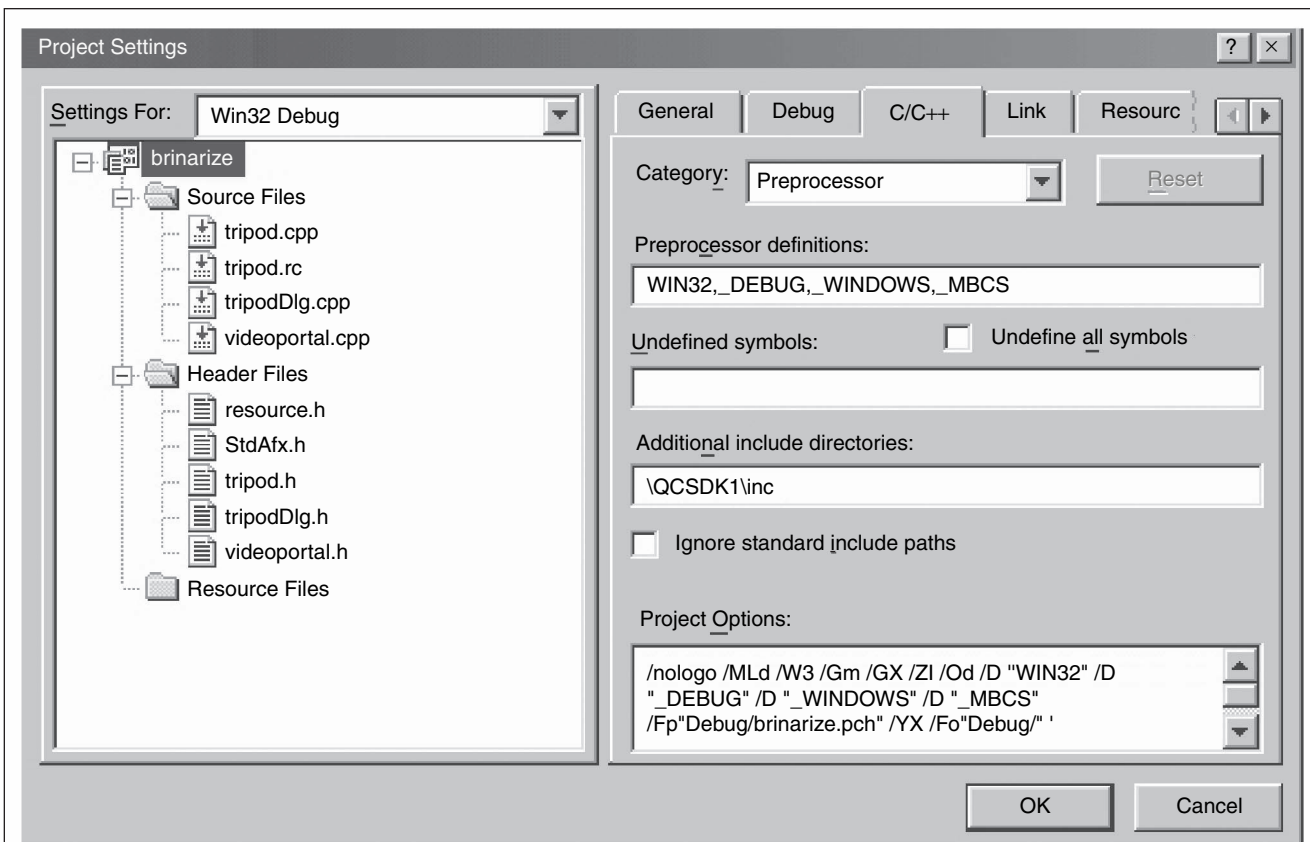 Project Settings
? ×
Settings For: Win32 Debug
brinarize
Source Files
tripod.cpp
tripod.rc
tripodDlg.cpp
videoportal.cpp
Header Files
resource.h
StdAfx.h
tripod.h
tripodDlg.h
videoportal.h
Resource Files
General Debug C/C++ Link Resourc
Category: Preprocessor Reset
Preprocessor definitions:
WIN32,_DEBUG,_WINDOWS,_MBCS
Undefined symbols: Undefine all symbols
Additional include directories:
\QCSDK1\inc
Ignore standard include paths
Project Options:
/nologo /MLd /W3 /Gm /GX /ZI /Od /D "WIN32" /D
"_DEBUG" /D "_WINDOWS" /D "_MBCS"
/Fp"Debug/brinarize.pch" /YX /Fo"Debug/" '
OK Cancel